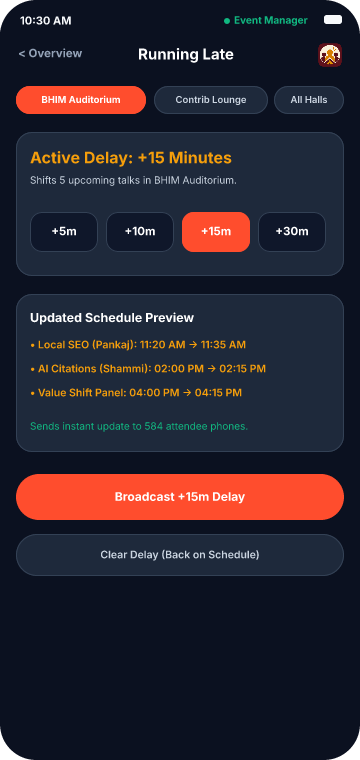 10:30 AM
Event Manager
< Overview
Running Late
BHIM Auditorium
Contrib Lounge
All Halls
Active Delay: +15 Minutes
Shifts 5 upcoming talks in BHIM Auditorium.
+5m
+10m
+15m
+30m
Updated Schedule Preview
• Local SEO (Pankaj): 11:20 AM → 11:35 AM
• AI Citations (Shammi): 02:00 PM → 02:15 PM
• Value Shift Panel: 04:00 PM → 04:15 PM
Sends instant update to 584 attendee phones.
Broadcast +15m Delay
Clear Delay (Back on Schedule)